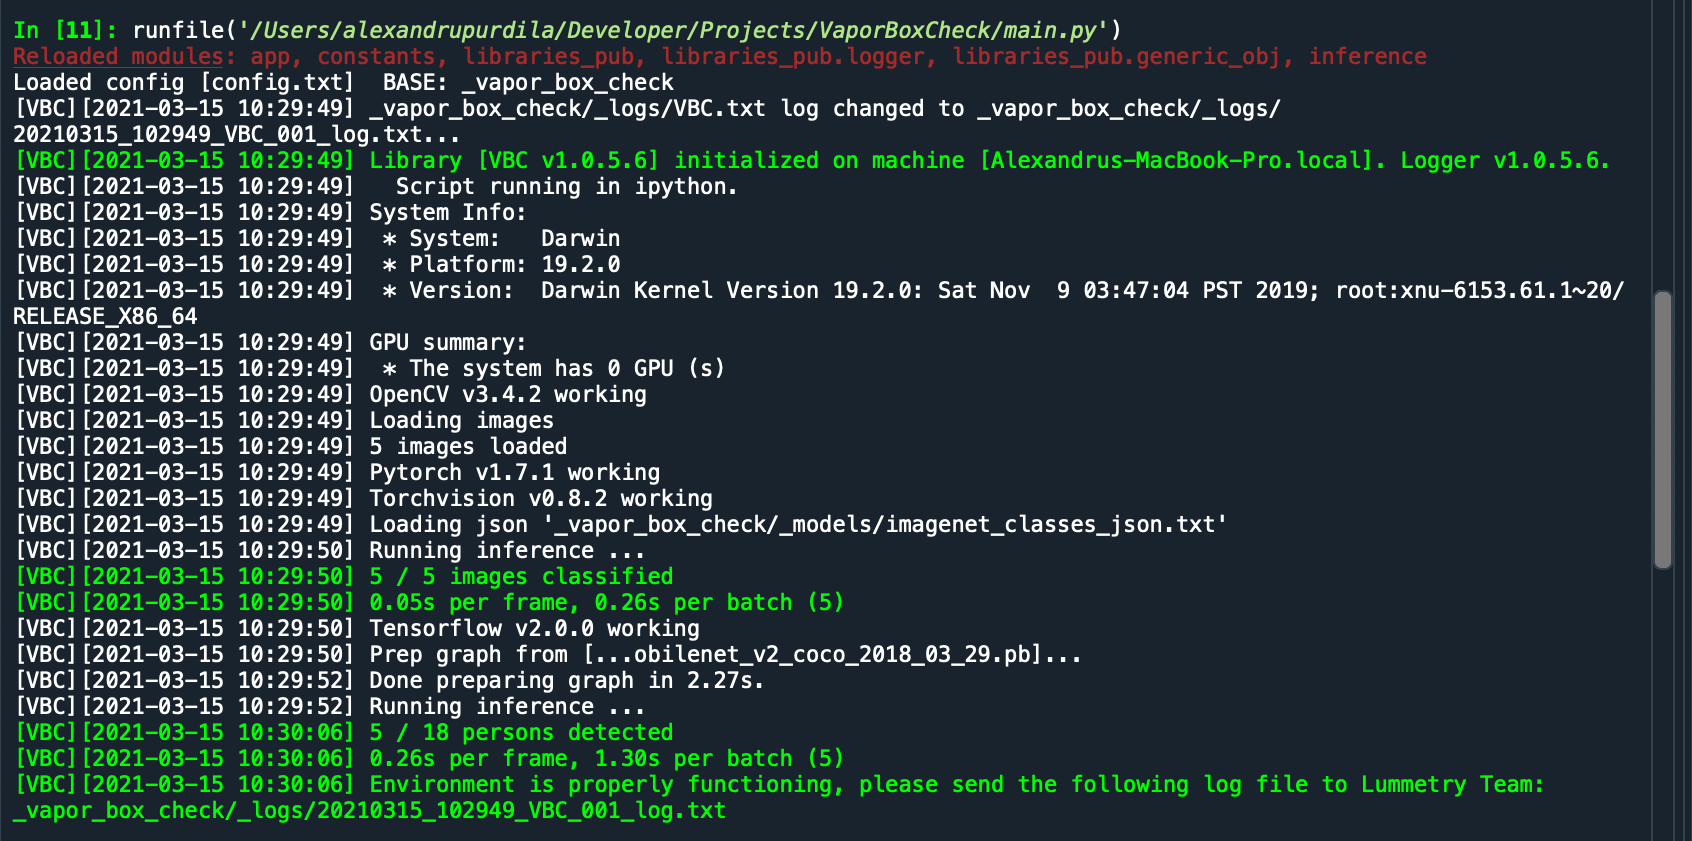 In [11]: runfile('/Users/alexandrupurdila/Developer/Projects/VaporBoxCheck/main.py')
Reloaded modules: app, constants, libraries_pub, libraries_pub.logger, libraries_pub.generic_obj, inference
Loaded config [config.txt]  BASE: _vapor_box_check
[VBC][2021-03-15 10:29:49] _vapor_box_check/_logs/VBC.txt log changed to _vapor_box_check/_logs/
20210315_102949_VBC_001_log.txt...
[VBC][2021-03-15 10:29:49] Library [VBC v1.0.5.6] initialized on machine [Alexandrus-MacBook-Pro.local]. Logger v1.0.5.6.
[VBC][2021-03-15 10:29:49]   Script running in ipython.
[VBC][2021-03-15 10:29:49] System Info:
[VBC][2021-03-15 10:29:49]  * System:   Darwin
[VBC][2021-03-15 10:29:49]  * Platform: 19.2.0
[VBC][2021-03-15 10:29:49]  * Version:  Darwin Kernel Version 19.2.0: Sat Nov  9 03:47:04 PST 2019; root:xnu-6153.61.1~20/
RELEASE_X86_64
[VBC][2021-03-15 10:29:49] GPU summary:
[VBC][2021-03-15 10:29:49]  * The system has 0 GPU (s)
[VBC][2021-03-15 10:29:49] OpenCV v3.4.2 working
[VBC][2021-03-15 10:29:49] Loading images
[VBC][2021-03-15 10:29:49] 5 images loaded
[VBC][2021-03-15 10:29:49] Pytorch v1.7.1 working
[VBC][2021-03-15 10:29:49] Torchvision v0.8.2 working
[VBC][2021-03-15 10:29:49] Loading json '_vapor_box_check/_models/imagenet_classes_json.txt'
[VBC][2021-03-15 10:29:50] Running inference ...
[VBC][2021-03-15 10:29:50] 5 / 5 images classified
[VBC][2021-03-15 10:29:50] 0.05s per frame, 0.26s per batch (5)
[VBC][2021-03-15 10:29:50] Tensorflow v2.0.0 working
[VBC][2021-03-15 10:29:50] Prep graph from [...obilenet_v2_coco_2018_03_29.pb]...
[VBC][2021-03-15 10:29:52] Done preparing graph in 2.27s.
[VBC][2021-03-15 10:29:52] Running inference ...
[VBC][2021-03-15 10:30:06] 5 / 18 persons detected
[VBC][2021-03-15 10:30:06] 0.26s per frame, 1.30s per batch (5)
[VBC][2021-03-15 10:30:06] Environment is properly functioning, please send the following log file to Lummetry Team:
_vapor_box_check/_logs/20210315_102949_VBC_001_log.txt